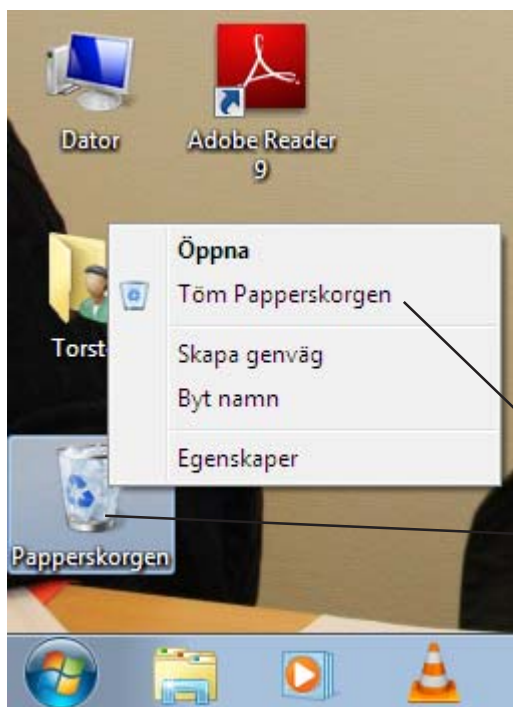 Dator
Adobe Reader
9
Öppna
Töm Papperskorgen
Torst
Skapa genväg
Byt namn
Egenskaper
Papperskorgen